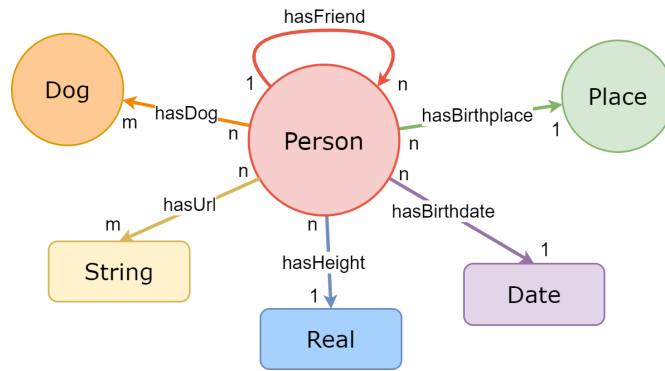 hasFriend
1
n
Dog
m
hasDog
n
Person
n
hasBirthplace
1
Place
n
hasUrl
m
String
n
hasHeight
1
Real
n
hasBirthdate
1
Date